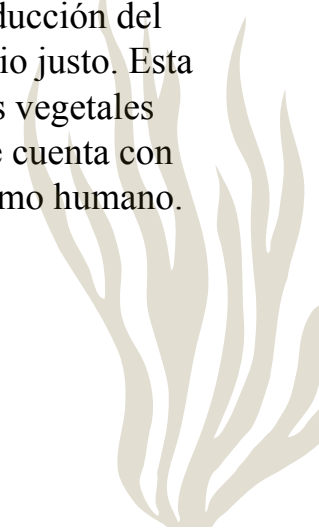 ducción del
io justo. Esta
s vegetales
e cuenta con
mo humano.